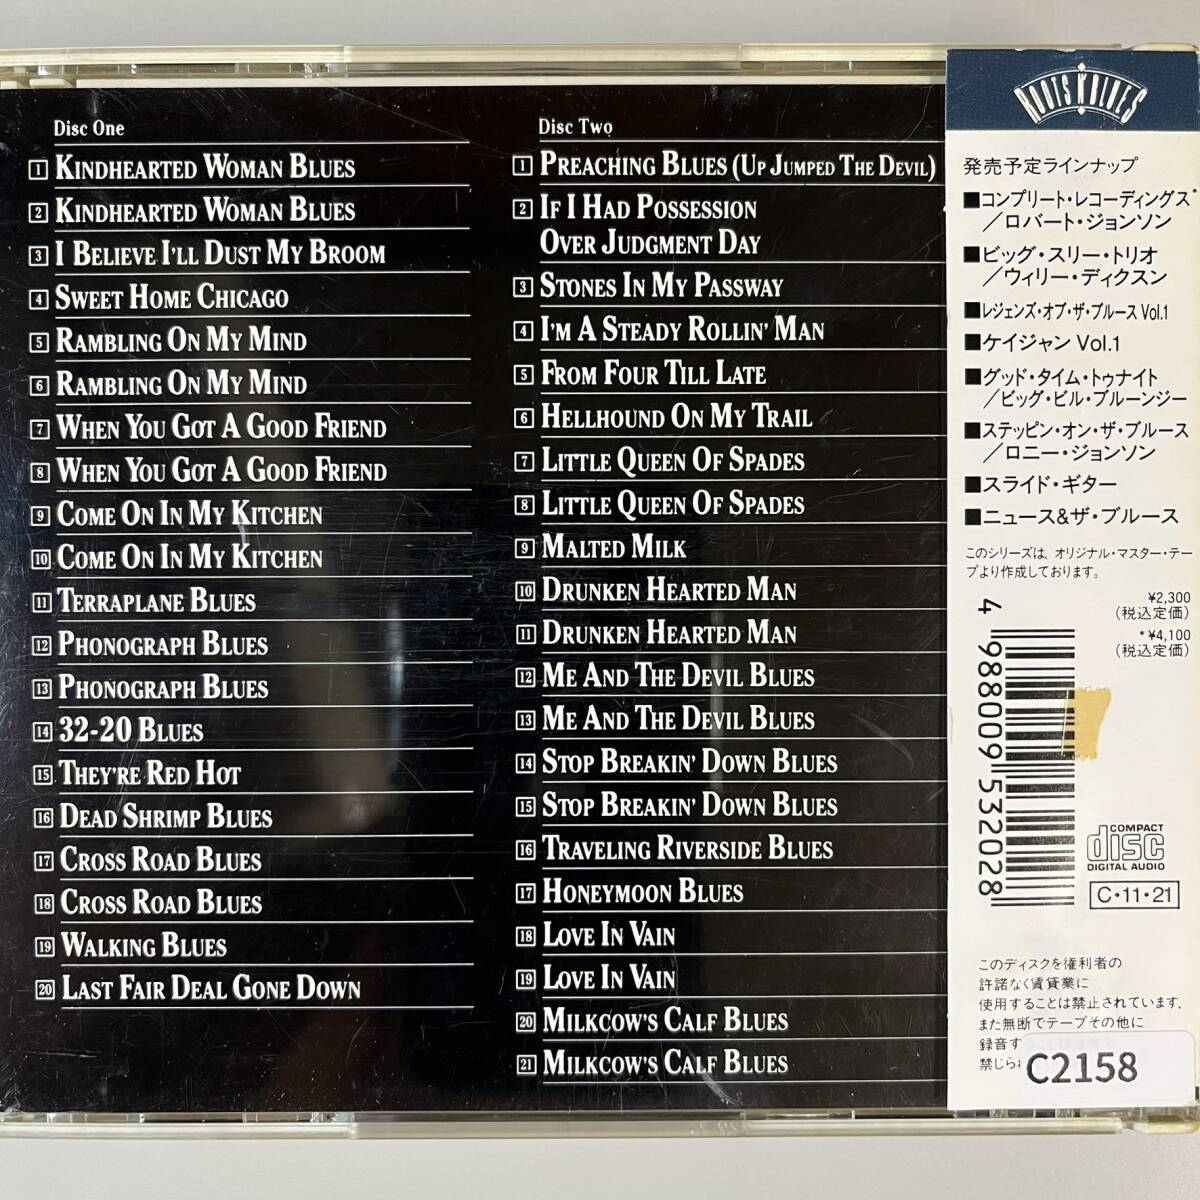 Disc One
1 KINDHEARTED WOMAN BLUES
2 KINDHEARTED WOMAN BLUES
3 I BELIEVE I'LL DUST MY BROOM
4 SWEET HOME CHICAGO
5 RAMBLING ON MY MIND
6 RAMBLING ON MY MIND
7 WHEN YOU GOT A GOOD FRIEND
8 WHEN YOU GOT A GOOD FRIEND
9 COME ON IN MY KITCHEN
10 COME ON IN MY KITCHEN
11 TERRAPLANE BLUES
12 PHONOGRAPH BLUES
13 PHONOGRAPH BLUES
14 32-20 BLUES
15 THEY'RE RED HOT
16 DEAD SHRIMP BLUES
17 CROSS ROAD BLUES
18 CROSS ROAD BLUES
19 WALKING BLUES
20 LAST FAIR DEAL GONE DOWN
Disc Two
1 PREACHING BLUES (UP JUMPED THE DEVIL)
2 IF I HAD POSSESSION
OVER JUDGMENT DAY
3 STONES IN MY PASSWAY
4 I'M A STEADY ROLLIN' MAN
5 FROM FOUR TILL LATE
6 HELLHOUND ON MY TRAIL
7 LITTLE QUEEN OF SPADES
8 LITTLE QUEEN OF SPADES
9 MALTED MILK
10 DRUNKEN HEARTED MAN
11 DRUNKEN HEARTED MAN
12 ME AND THE DEVIL BLUES
13 ME AND THE DEVIL BLUES
14 STOP BREAKIN' DOWN BLUES
15 STOP BREAKIN' DOWN BLUES
16 TRAVELING RIVERSIDE BLUES
17 HONEYMOON BLUES
18 LOVE IN VAIN
19 LOVE IN VAIN
20 MILKCOW'S CALF BLUES
21 MILKCOW'S CALF BLUES
ROOTS N' BLUES
発売予定ラインナップ
■コンプリート・レコーディングス*
／ロバート・ジョンソン
■ビッグ・スリー・トリオ
／ウィリー・ディクスン
■レジェンズ・オブ・ザ・ブルース Vol.1
■ケイジャン Vol.1
■グッド・タイム・トゥナイト
／ビッグ・ビル・ブルーンジー
■ステッピン・オン・ザ・ブルース
／ロニー・ジョンソン
■スライド・ギター
■ニュース&ザ・ブルース
このシリーズは、オリジナル・マスター・テー
プより作成しております。
¥2,300
(税込定価)
*¥4,100
(税込定価)
4 988009 532028
COMPACT
disc
DIGITAL AUDIO
C・11・21
このディスクを権利者の
許諾なく賃貸業に
使用することは禁止されています.
また無断でテープその他に
録音す
禁じられ
C2158